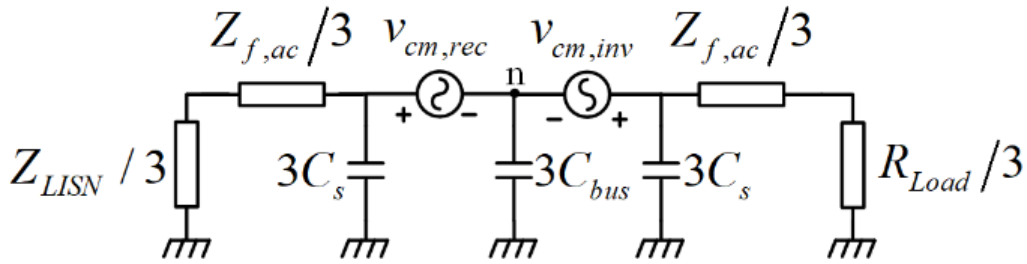 Z_{f,ac}/3
v_{cm,rec}
v_{cm,inv}
Z_{f,ac}/3
n
+ -
- +
Z_{LISN} / 3
3C_s
3C_{bus}
3C_s
R_{Load}/3